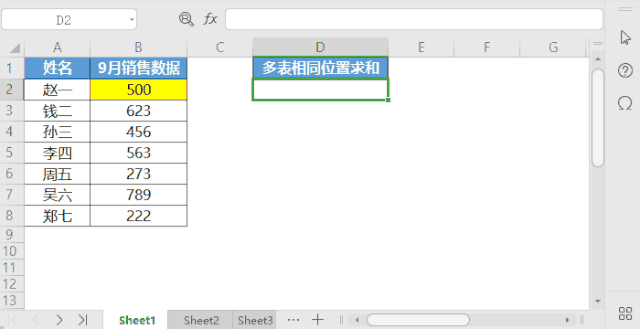 D2 fx
A B C D E F G
1 姓名 9月销售数据 多表相同位置求和
2 赵一 500
3 钱二 623
4 孙三 456
5 李四 563
6 周五 273
7 吴六 789
8 郑七 222
9
10
11
12
13
Sheet1 Sheet2 Sheet3 ··· +